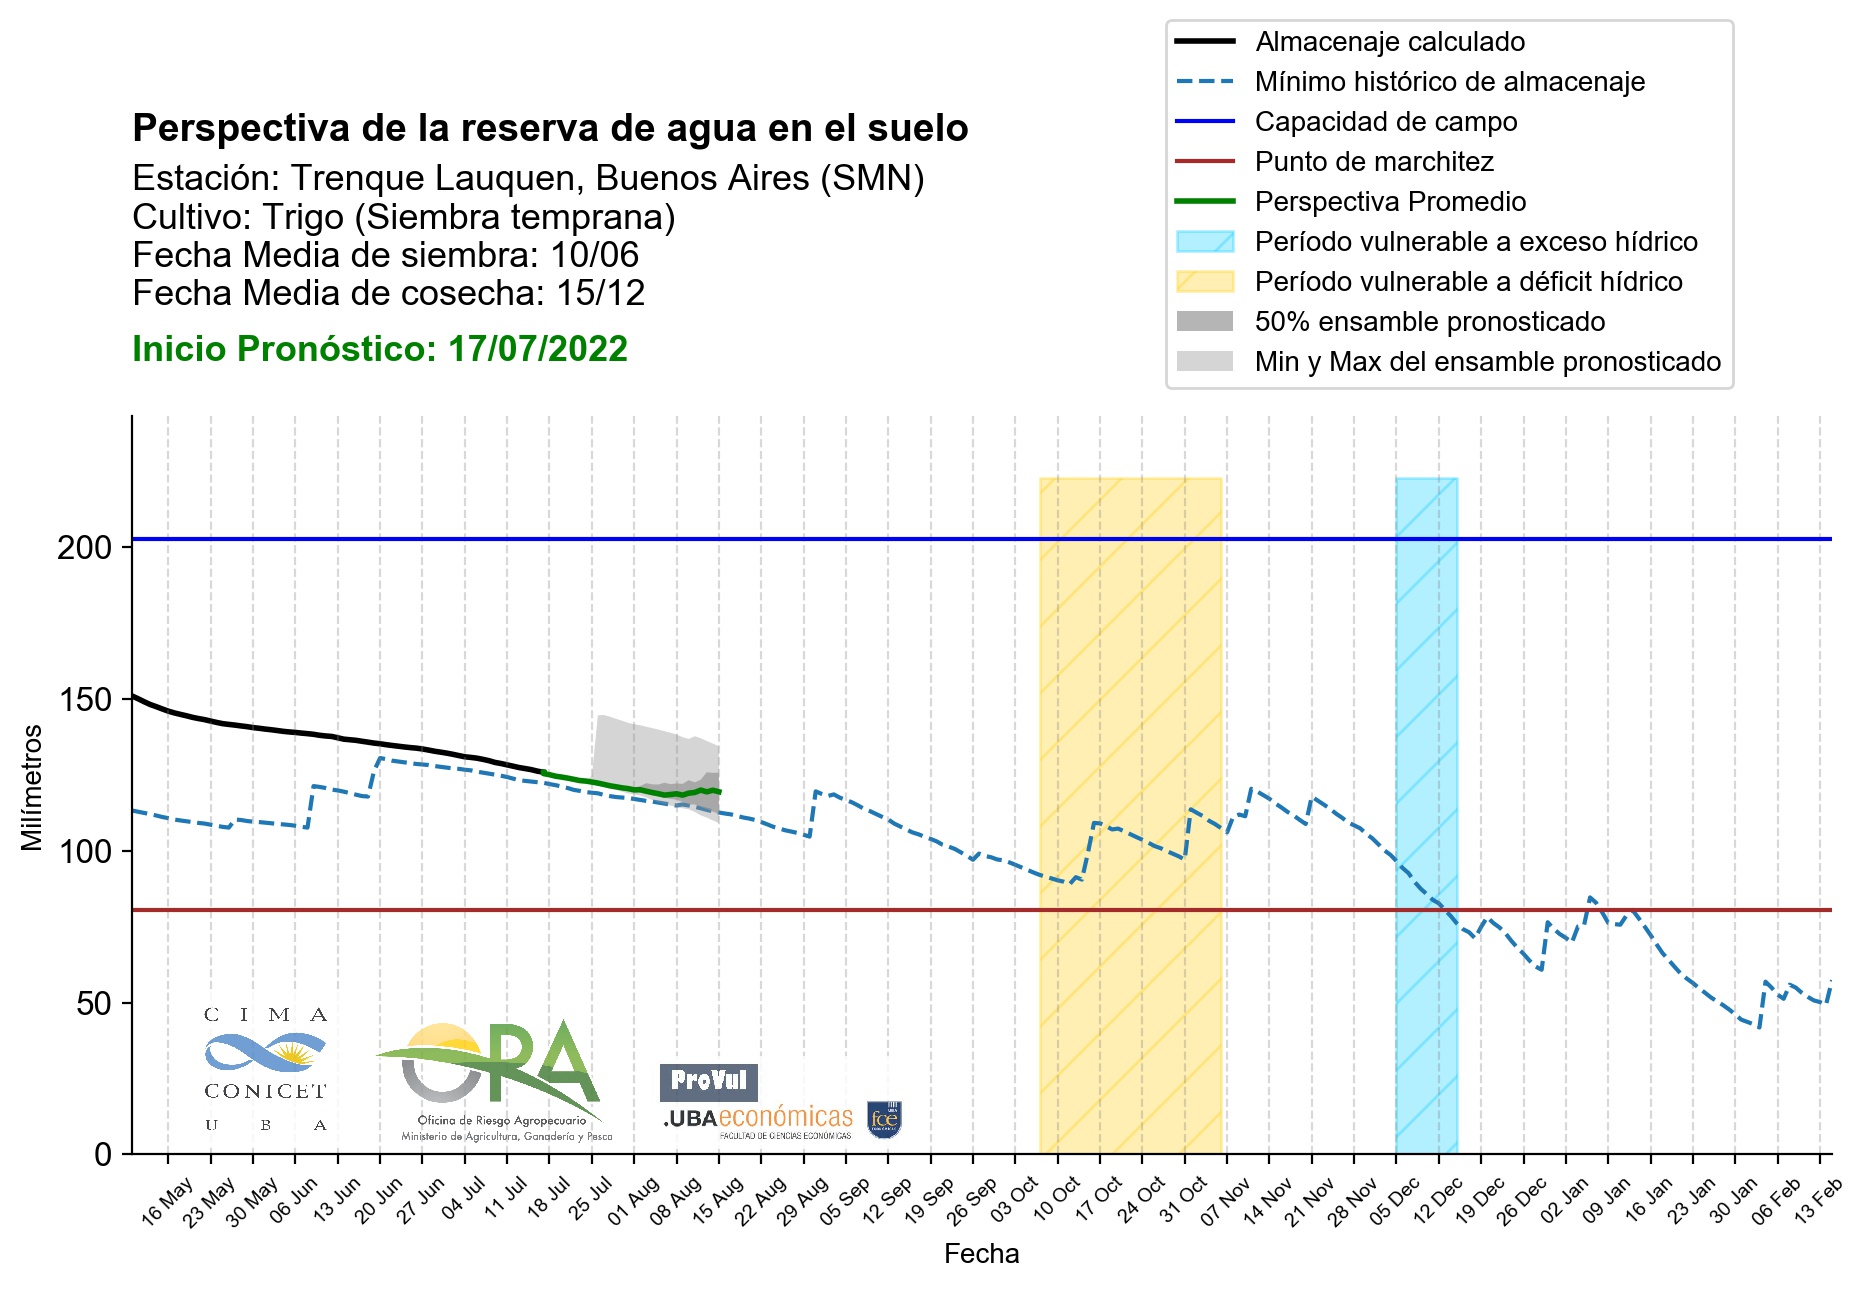 Almacenaje calculado
Mínimo histórico de almacenaje
Capacidad de campo
Punto de marchitez
Perspectiva Promedio
Período vulnerable a exceso hídrico
Período vulnerable a déficit hídrico
50% ensamble pronosticado
Min y Max del ensamble pronosticado
Perspectiva de la reserva de agua en el suelo
Estación: Trenque Lauquen, Buenos Aires (SMN)
Cultivo: Trigo (Siembra temprana)
Fecha Media de siembra: 10/06
Fecha Media de cosecha: 15/12
Inicio Pronóstico: 17/07/2022
Milímetros
200
150
100
50
0
CIMA
CONICET
UBA
ORA
Oficina de Riesgo Agropecuario
Ministerio de Agricultura, Ganadería y Pesca
ProVul
.UBAeconómicas
FACULTAD DE CIENCIAS ECONÓMICAS
UBA
fce
16 May
23 May
30 May
06 Jun
13 Jun
20 Jun
27 Jun
04 Jul
11 Jul
18 Jul
25 Jul
01 Aug
08 Aug
15 Aug
22 Aug
29 Aug
05 Sep
12 Sep
19 Sep
26 Sep
03 Oct
10 Oct
17 Oct
24 Oct
31 Oct
07 Nov
14 Nov
21 Nov
28 Nov
05 Dec
12 Dec
19 Dec
26 Dec
02 Jan
09 Jan
16 Jan
23 Jan
30 Jan
06 Feb
13 Feb
Fecha